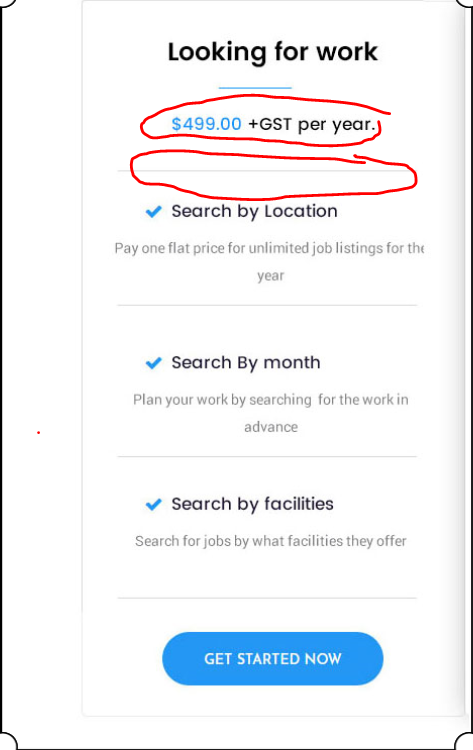 Looking for work
$499.00 +GST per year.
Search by Location
Pay one flat price for unlimited job listings for the
year
Search By month
Plan your work by searching for the work in
advance
Search by facilities
Search for jobs by what facilities they offer
GET STARTED NOW